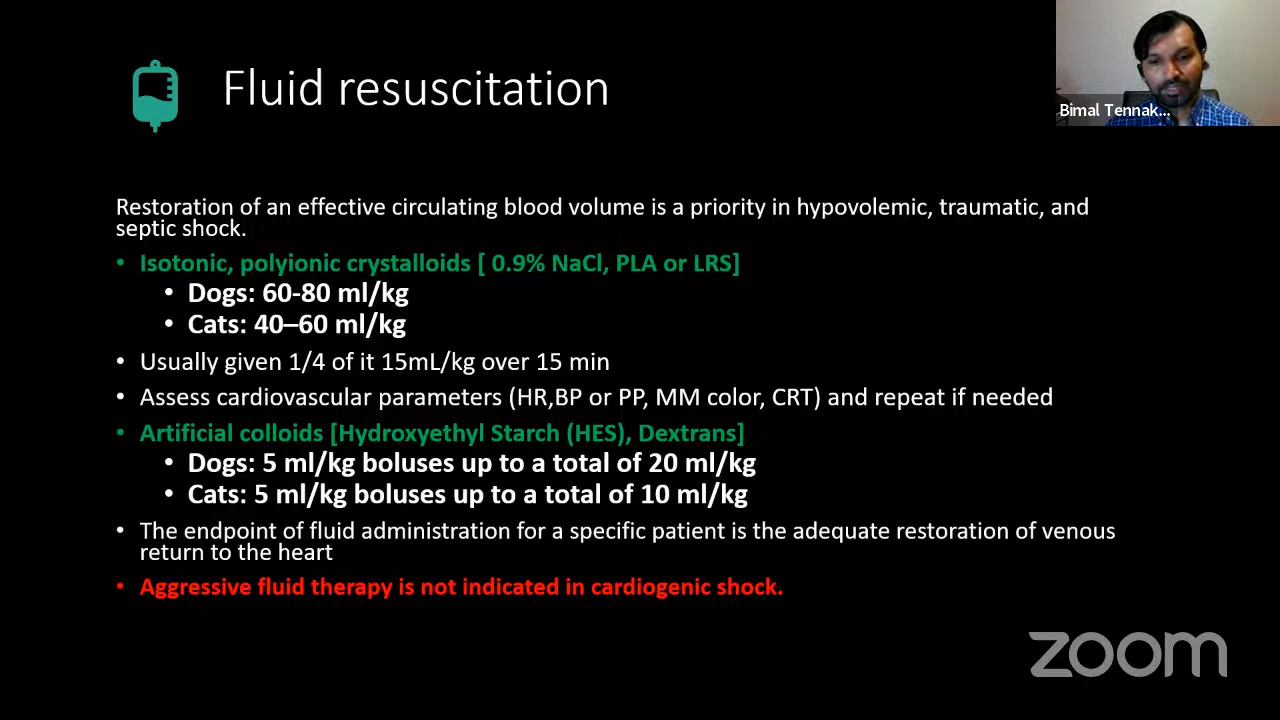 Fluid resuscitation
Bimal Tennak...
Restoration of an effective circulating blood volume is a priority in hypovolemic, traumatic, and
septic shock.
• Isotonic, polyionic crystalloids [ 0.9% NaCl, PLA or LRS]
• Dogs: 60-80 ml/kg
• Cats: 40–60 ml/kg
• Usually given 1/4 of it 15mL/kg over 15 min
• Assess cardiovascular parameters (HR,BP or PP, MM color, CRT) and repeat if needed
• Artificial colloids [Hydroxyethyl Starch (HES), Dextrans]
• Dogs: 5 ml/kg boluses up to a total of 20 ml/kg
• Cats: 5 ml/kg boluses up to a total of 10 ml/kg
• The endpoint of fluid administration for a specific patient is the adequate restoration of venous
return to the heart
• Aggressive fluid therapy is not indicated in cardiogenic shock.
zoom